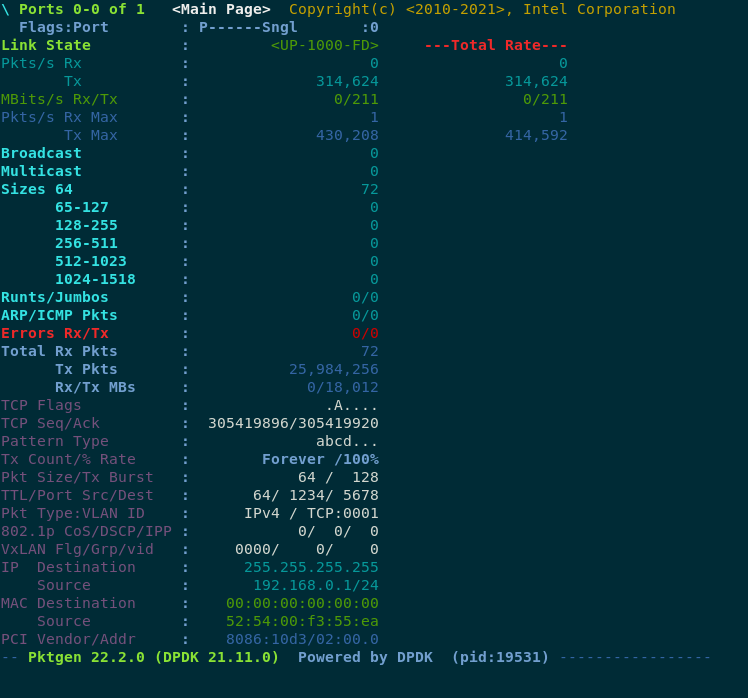 \ Ports 0-0 of 1   <Main Page>  Copyright(c) <2010-2021>, Intel Corporation
  Flags:Port        : P------Sngl       :0
Link State          :         <UP-1000-FD>     ---Total Rate---
Pkts/s Rx           :                    0                    0
       Tx           :              314,624              314,624
MBits/s Rx/Tx       :                0/211                0/211
Pkts/s Rx Max       :                    1                    1
       Tx Max       :              430,208              414,592
Broadcast           :                    0
Multicast           :                    0
Sizes 64            :                   72
      65-127        :                    0
      128-255       :                    0
      256-511       :                    0
      512-1023      :                    0
      1024-1518     :                    0
Runts/Jumbos        :                  0/0
ARP/ICMP Pkts       :                  0/0
Errors Rx/Tx        :                  0/0
Total Rx Pkts       :                   72
      Tx Pkts       :           25,984,256
      Rx/Tx MBs     :             0/18,012
TCP Flags           :               .A....
TCP Seq/Ack         :  305419896/305419920
Pattern Type        :              abcd...
Tx Count/% Rate     :        Forever /100%
Pkt Size/Tx Burst   :            64 /  128
TTL/Port Src/Dest   :       64/ 1234/ 5678
Pkt Type:VLAN ID    :      IPv4 / TCP:0001
802.1p CoS/DSCP/IPP :            0/  0/  0
VxLAN Flg/Grp/vid   :     0000/    0/    0
IP  Destination     :      255.255.255.255
    Source          :       192.168.0.1/24
MAC Destination     :    00:00:00:00:00:00
    Source          :    52:54:00:f3:55:ea
PCI Vendor/Addr     :    8086:10d3/02:00.0
-- Pktgen 22.2.0 (DPDK 21.11.0)  Powered by DPDK  (pid:19531) -----------------